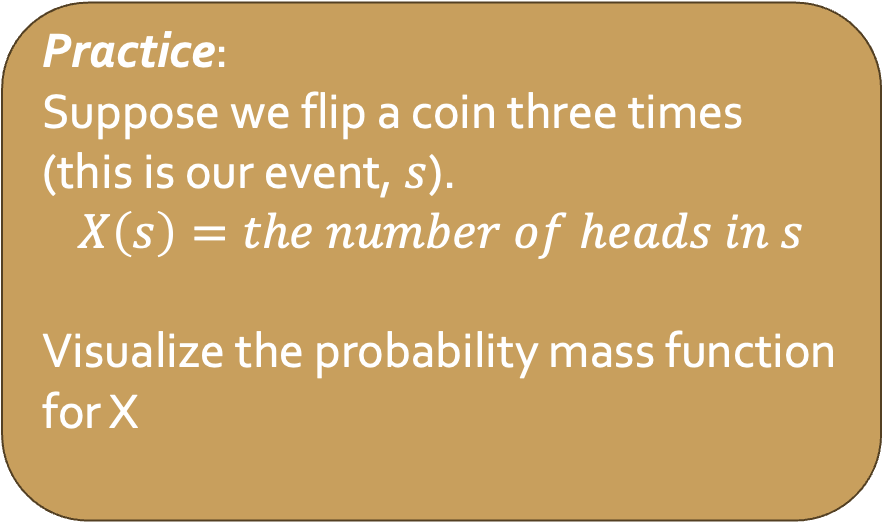 Practice:
Suppose we flip a coin three times
(this is our event, 𝑠).
𝑋(𝑠) = 𝑡ℎ𝑒 𝑛𝑢𝑚𝑏𝑒𝑟 𝑜𝑓 ℎ𝑒𝑎𝑑𝑠 𝑖𝑛 𝑠
Visualize the probability mass function
for X